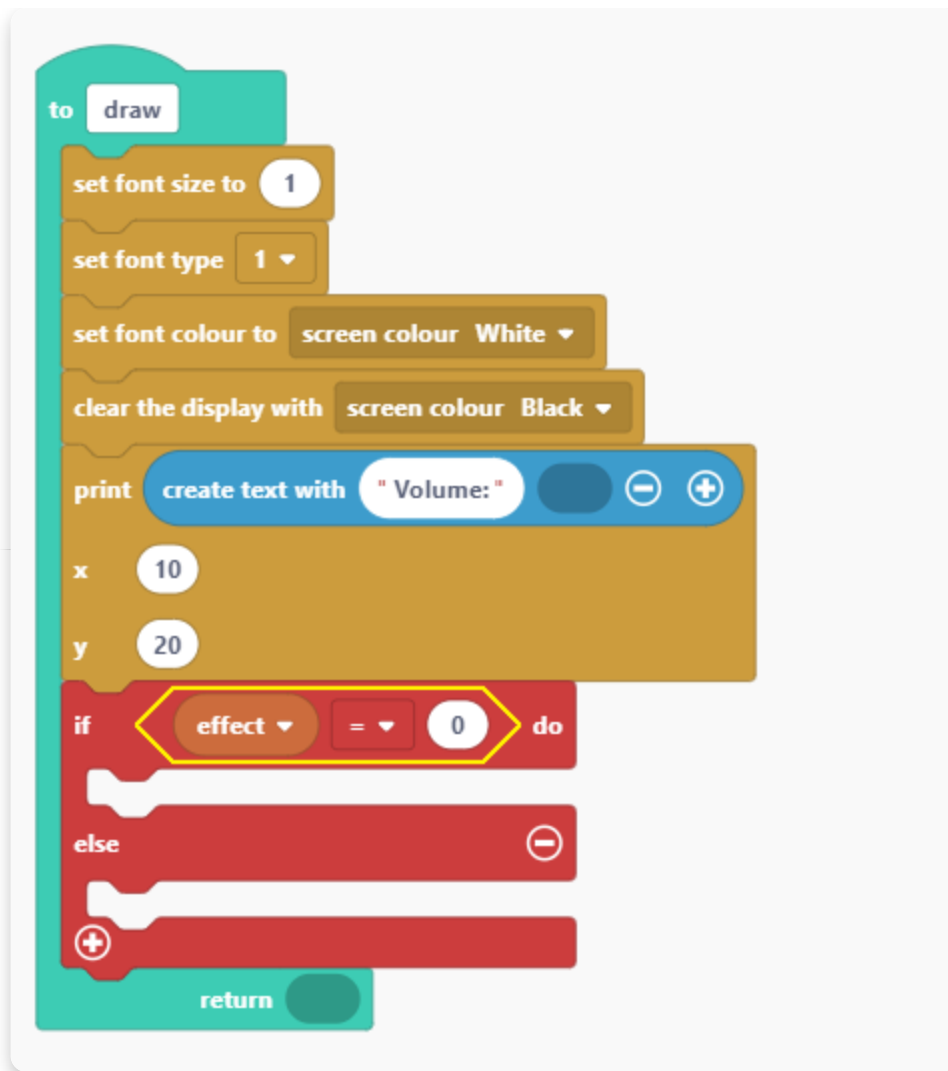 to draw
set font size to 1
set font type 1
set font colour to screen colour White
clear the display with screen colour Black
print create text with " Volume: "
x 10
y 20
if effect = 0 do
else
return